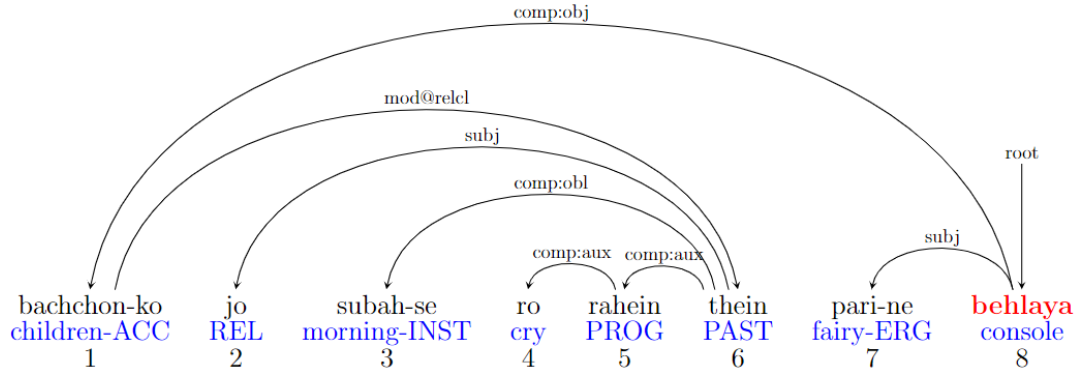 comp:obj
mod@relcl
subj
root
comp:obl
subj
comp:aux comp:aux
bachchon-ko jo subah-se ro rahein thein pari-ne behlaya
children-ACC REL morning-INST cry PROG PAST fairy-ERG console
1 2 3 4 5 6 7 8